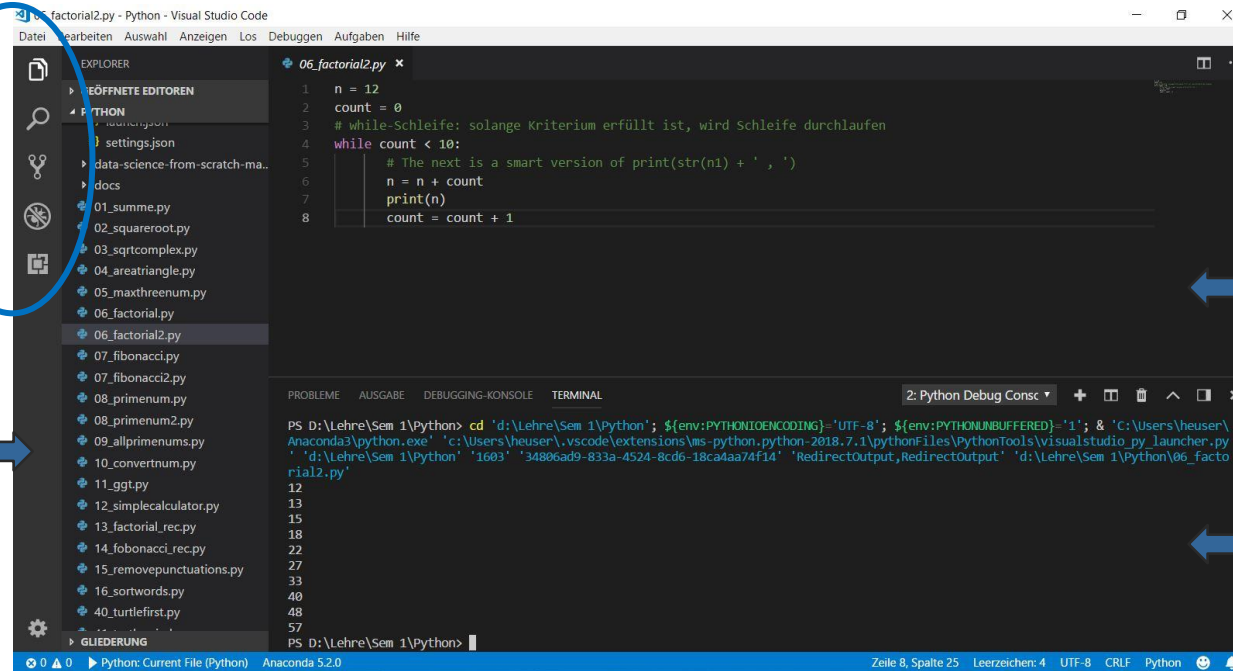 06_factorial2.py - Python - Visual Studio Code
Datei Bearbeiten Auswahl Anzeigen Los Debuggen Aufgaben Hilfe
EXPLORER
GEÖFFNETE EDITOREN
PYTHON
launch.json
settings.json
data-science-from-scratch-ma..
docs
01_summe.py
02_squareroot.py
03_sqrtcomplex.py
04_areatriangle.py
05_maxthreenum.py
06_factorial.py
06_factorial2.py
07_fibonacci.py
07_fibonacci2.py
08_primenum.py
08_primenum2.py
09_allprimenums.py
10_convertnum.py
11_ggt.py
12_simplecalculator.py
13_factorial_rec.py
14_fobonacci_rec.py
15_removepunctuations.py
16_sortwords.py
40_turtlefirst.py
GLIEDERUNG
06_factorial2.py
1 n = 12
2 count = 0
3 # while-Schleife: solange Kriterium erfüllt ist, wird Schleife durchlaufen
4 while count < 10:
5 # The next is a smart version of print(str(n1) + ' , ')
6 n = n + count
7 print(n)
8 count = count + 1
PROBLEME AUSGABE DEBUGGING-KONSOLE TERMINAL
2: Python Debug Consc
PS D:\Lehre\Sem 1\Python> cd 'd:\Lehre\Sem 1\Python'; ${env:PYTHONIOENCODING}='UTF-8'; ${env:PYTHONUNBUFFERED}='1'; & 'C:\Users\heuser\
Anaconda3\python.exe' 'c:\Users\heuser\.vscode\extensions\ms-python.python-2018.7.1\pythonFiles\PythonTools\visualstudio_py_launcher.py
' 'd:\Lehre\Sem 1\Python' '1603' '34806ad9-833a-4524-8cd6-18ca4aa74f14' 'RedirectOutput,RedirectOutput' 'd:\Lehre\Sem 1\Python\06_facto
rial2.py'
12
13
15
18
22
27
33
40
48
57
PS D:\Lehre\Sem 1\Python>
0 0 Python: Current File (Python) Anaconda 5.2.0
Zeile 8, Spalte 25 Leerzeichen: 4 UTF-8 CRLF Python